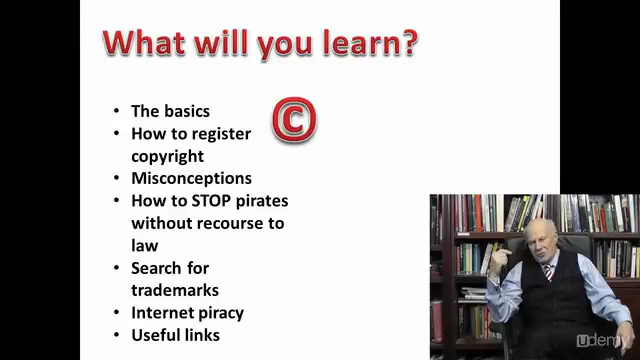 What will you learn?
©
• The basics
• How to register
copyright
• Misconceptions
• How to STOP pirates
without recourse to
law
• Search for
trademarks
• Internet piracy
• Useful links
udemy